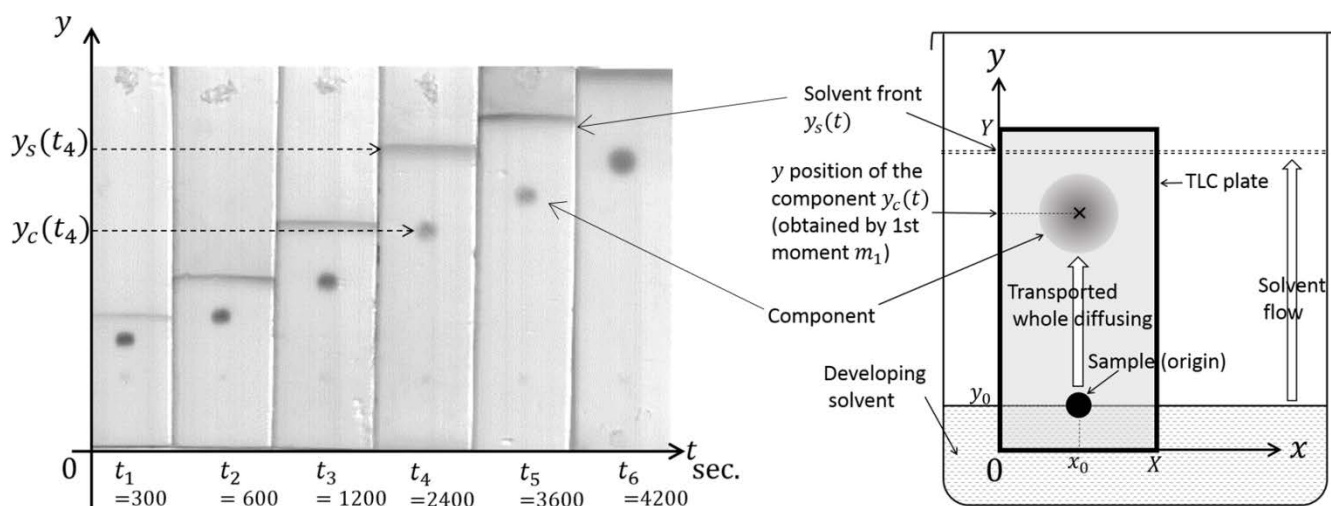 y
y_s(t_4)
y_c(t_4)
0
t_1
=300
t_2
= 600
t_3
= 1200
t_4
=2400
t_5
=3600
t_6
=4200
t
sec.
Solvent front
y_s(t)
y position of the
component y_c(t)
(obtained by 1st
moment m_1)
Component
Developing
solvent
y
Y
TLC plate
Transported
whole diffusing
Solvent
flow
Sample (origin)
y_0
0
x_0
X
x